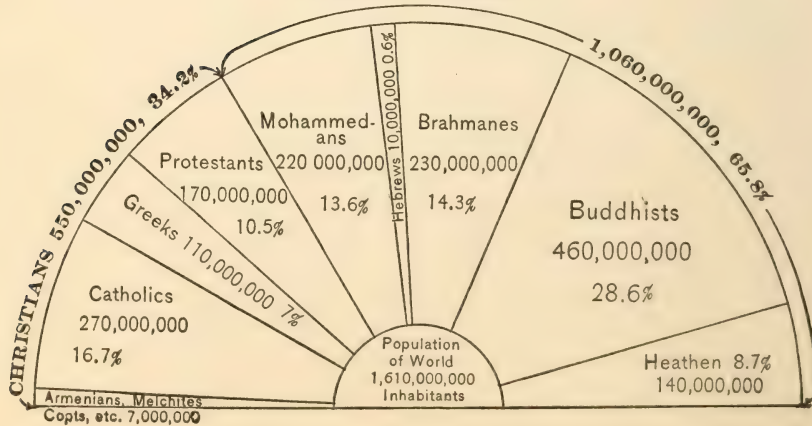 CHRISTIANS 550,000,000, 34.2%
1,060,000,000, 65.8%
Armenians, Melchites
Copts, etc. 7,000,000
Catholics
270,000,000
16.7%
Greeks 110,000,000 7%
Protestants
170,000,000
10.5%
Mohammed-
ans
220 000,000
13.6%
Hebrews 10,000,000 0.6%
Brahmanes
230,000,000
14.3%
Buddhists
460,000,000
28.6%
Heathen 8.7%
140,000,000
Population
of World
1,610,000,000
Inhabitants